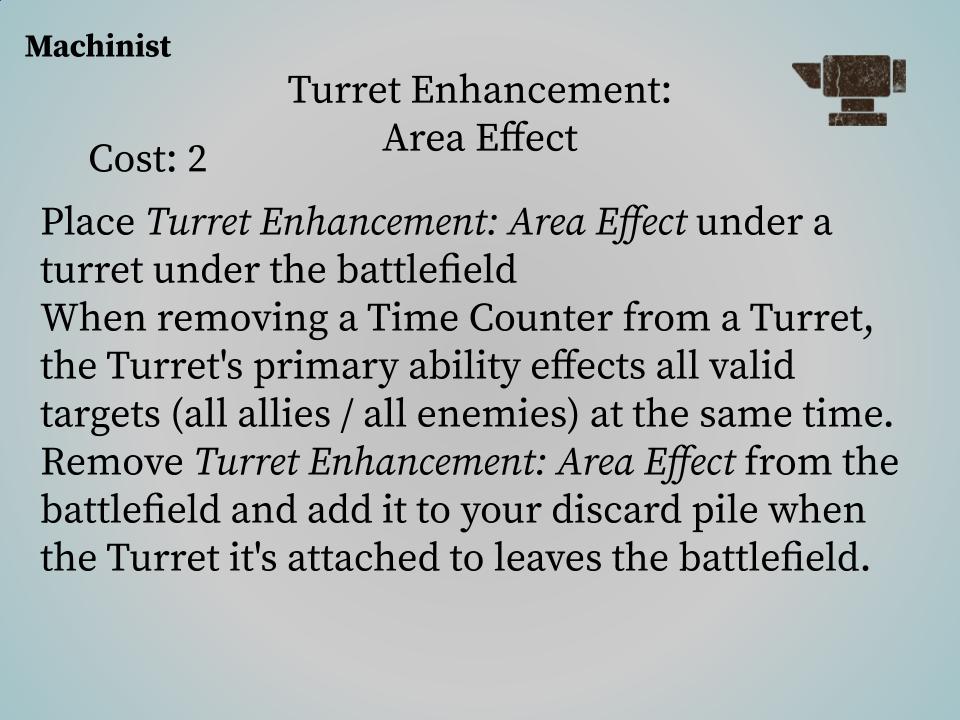 Machinist
Turret Enhancement:
Area Effect
Cost: 2
Place Turret Enhancement: Area Effect under a
turret under the battlefield
When removing a Time Counter from a Turret,
the Turret's primary ability effects all valid
targets (all allies / all enemies) at the same time.
Remove Turret Enhancement: Area Effect from the
battlefield and add it to your discard pile when
the Turret it's attached to leaves the battlefield.